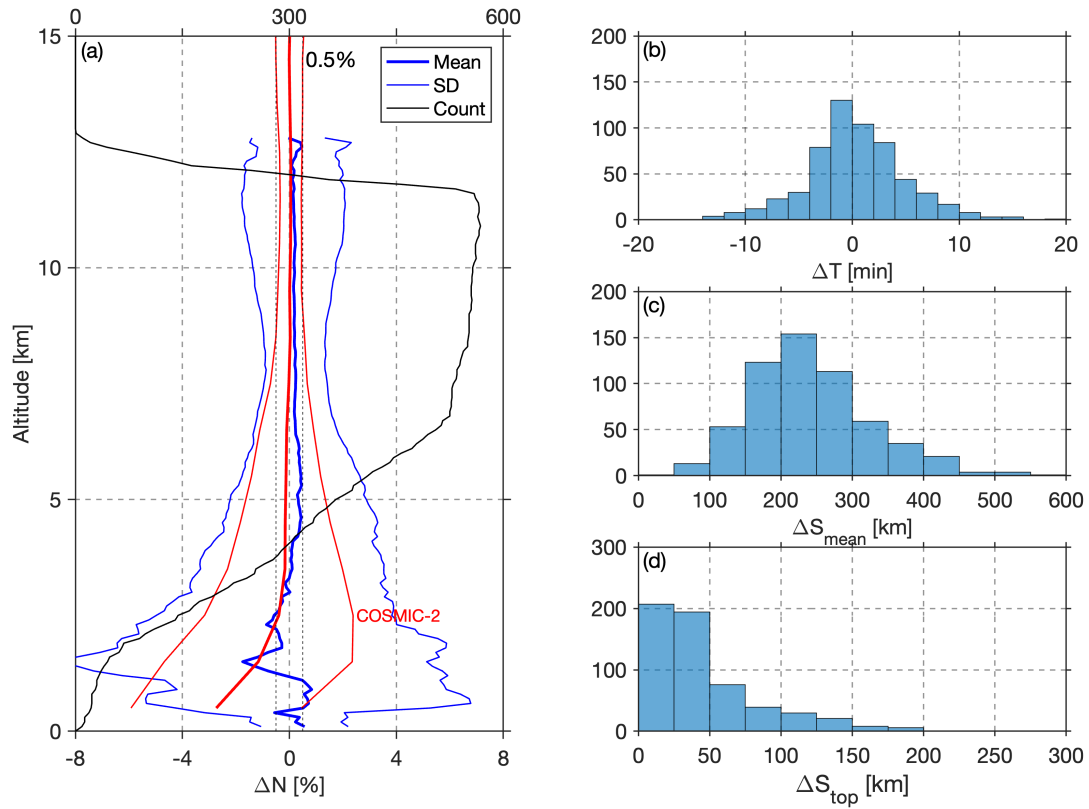 0 300 600
(a)
0.5%
Mean
SD
Count
15
10
5
0
Altitude [km]
COSMIC-2
-8 -4 0 4 8
ΔN [%]
(b)
200
150
100
50
0
-20 -10 0 10 20
ΔT [min]
(c)
200
150
100
50
0
0 100 200 300 400 500 600
ΔS_mean [km]
(d)
300
200
100
0
0 50 100 150 200 250 300
ΔS_top [km]